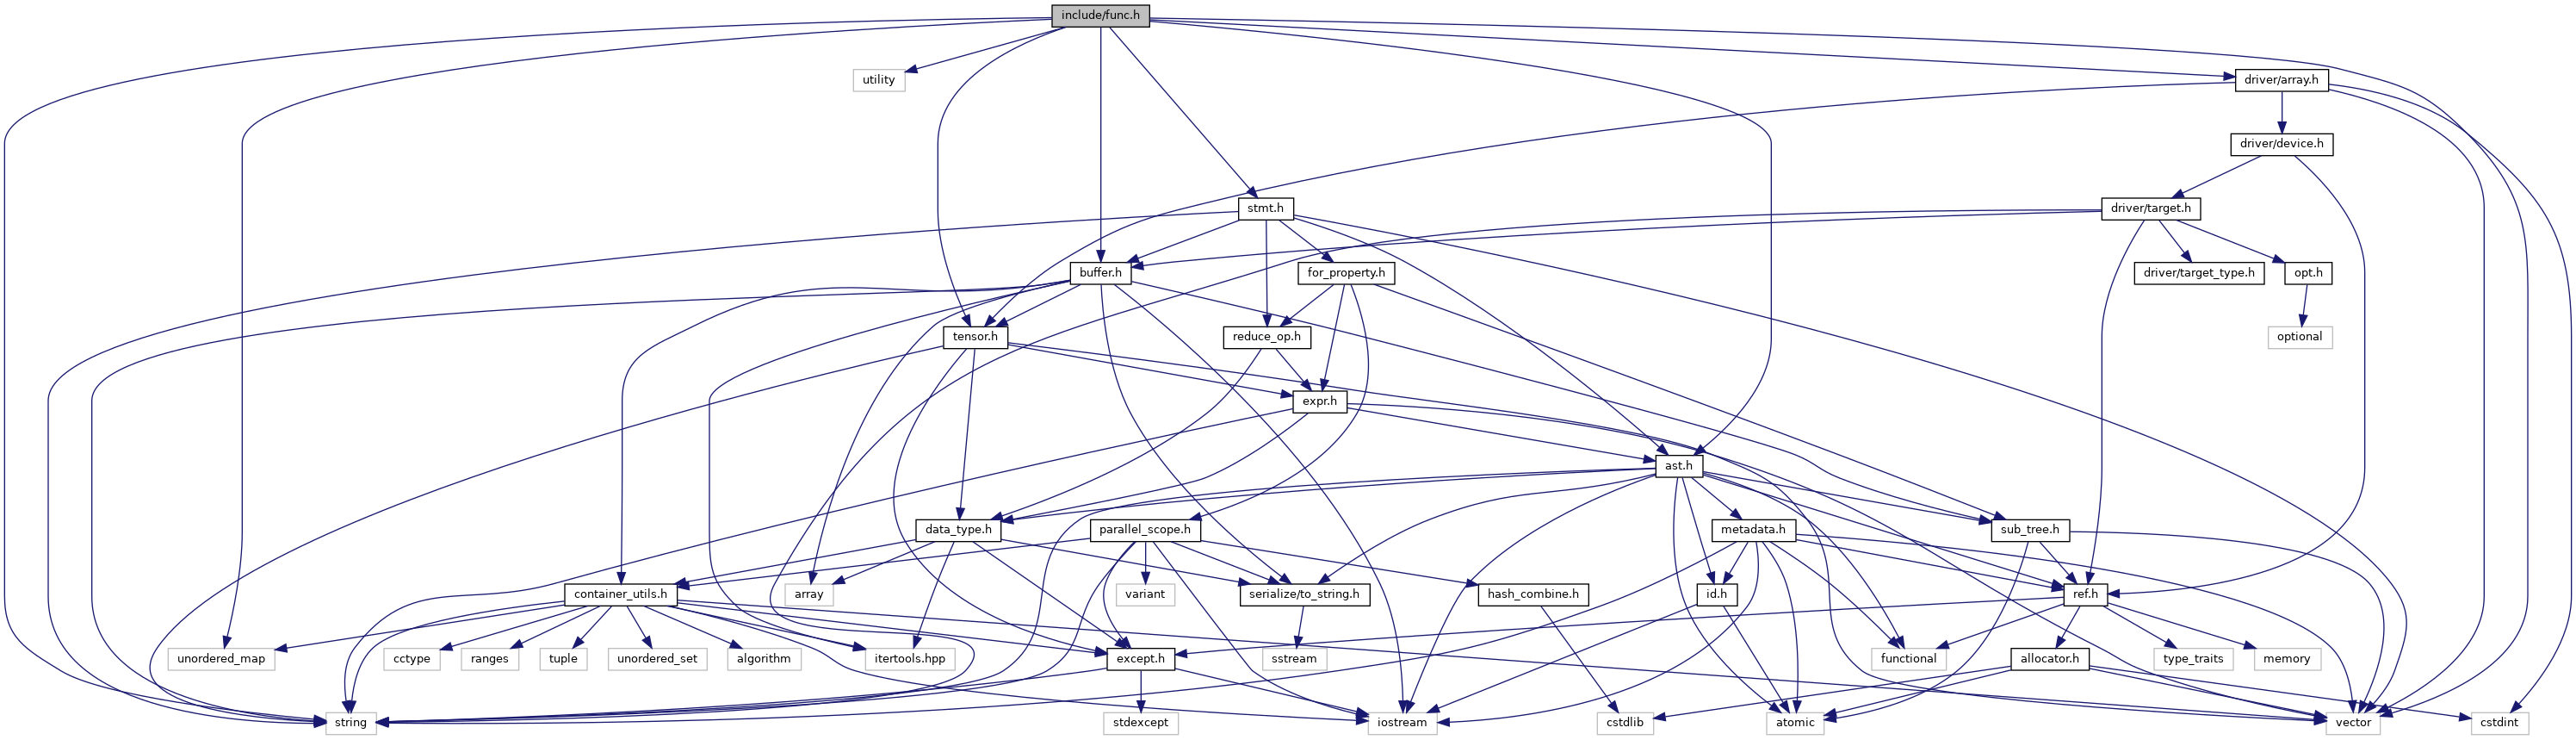 include/func.h
utility
driver/array.h
driver/device.h
stmt.h
driver/target.h
buffer.h
for_property.h
driver/target_type.h
opt.h
tensor.h
reduce_op.h
optional
expr.h
ast.h
data_type.h
parallel_scope.h
metadata.h
sub_tree.h
container_utils.h
array
variant
serialize/to_string.h
hash_combine.h
id.h
ref.h
unordered_map
cctype
ranges
tuple
unordered_set
algorithm
itertools.hpp
except.h
sstream
functional
allocator.h
type_traits
memory
string
stdexcept
iostream
cstdlib
atomic
vector
cstdint